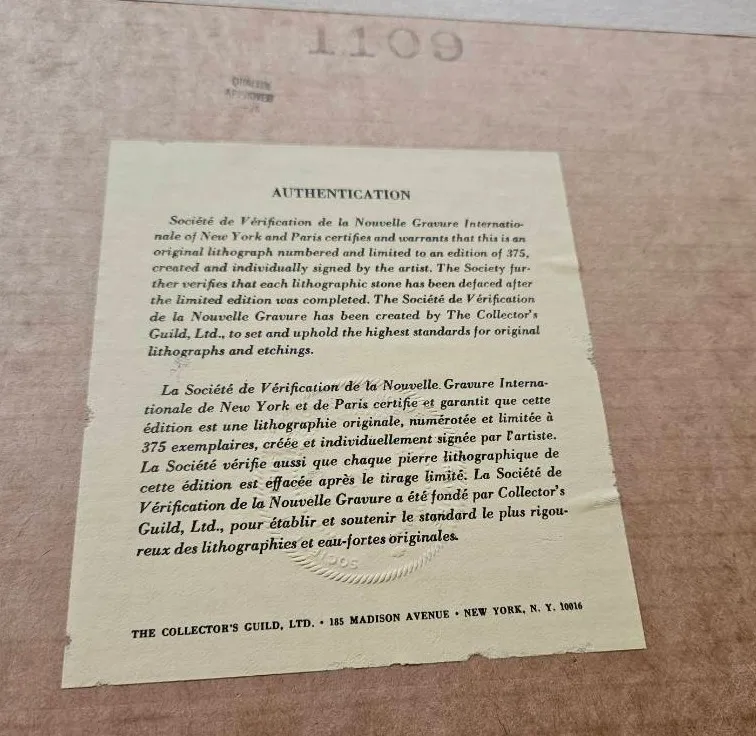 1109
APPROVED
AUTHENTICATION
Société de Vérification de la Nouvelle Gravure Internatio-
nale of New York and Paris certifies and warrants that this is an
original lithograph numbered and limited to an edition of 375,
created and individually signed by the artist. The Society fur-
ther verifies that each lithographic stone has been defaced after
the limited edition was completed. The Société de Vérification
de la Nouvelle Gravure has been created by The Collector's
Guild, Ltd., to set and uphold the highest standards for original
lithographs and etchings.
La Société de Vérification de la Nouvelle Gravure Interna-
tionale de New York et de Paris certifie et garantit que cette
édition est une lithographie originale, numérotée et limitée à
375 exemplaires, créée et individuellement signée par l'artiste.
La Société vérifie aussi que chaque pierre lithographique de
cette édition est effacée après le tirage limité. La Société de
Vérification de la Nouvelle Gravure a été fondé par Collector's
Guild, Ltd., pour établir et soutenir le standard le plus rigou-
reux des lithographies et eau-fortes originales.
THE COLLECTOR'S GUILD, LTD. • 185 MADISON AVENUE • NEW YORK, N. Y. 10016